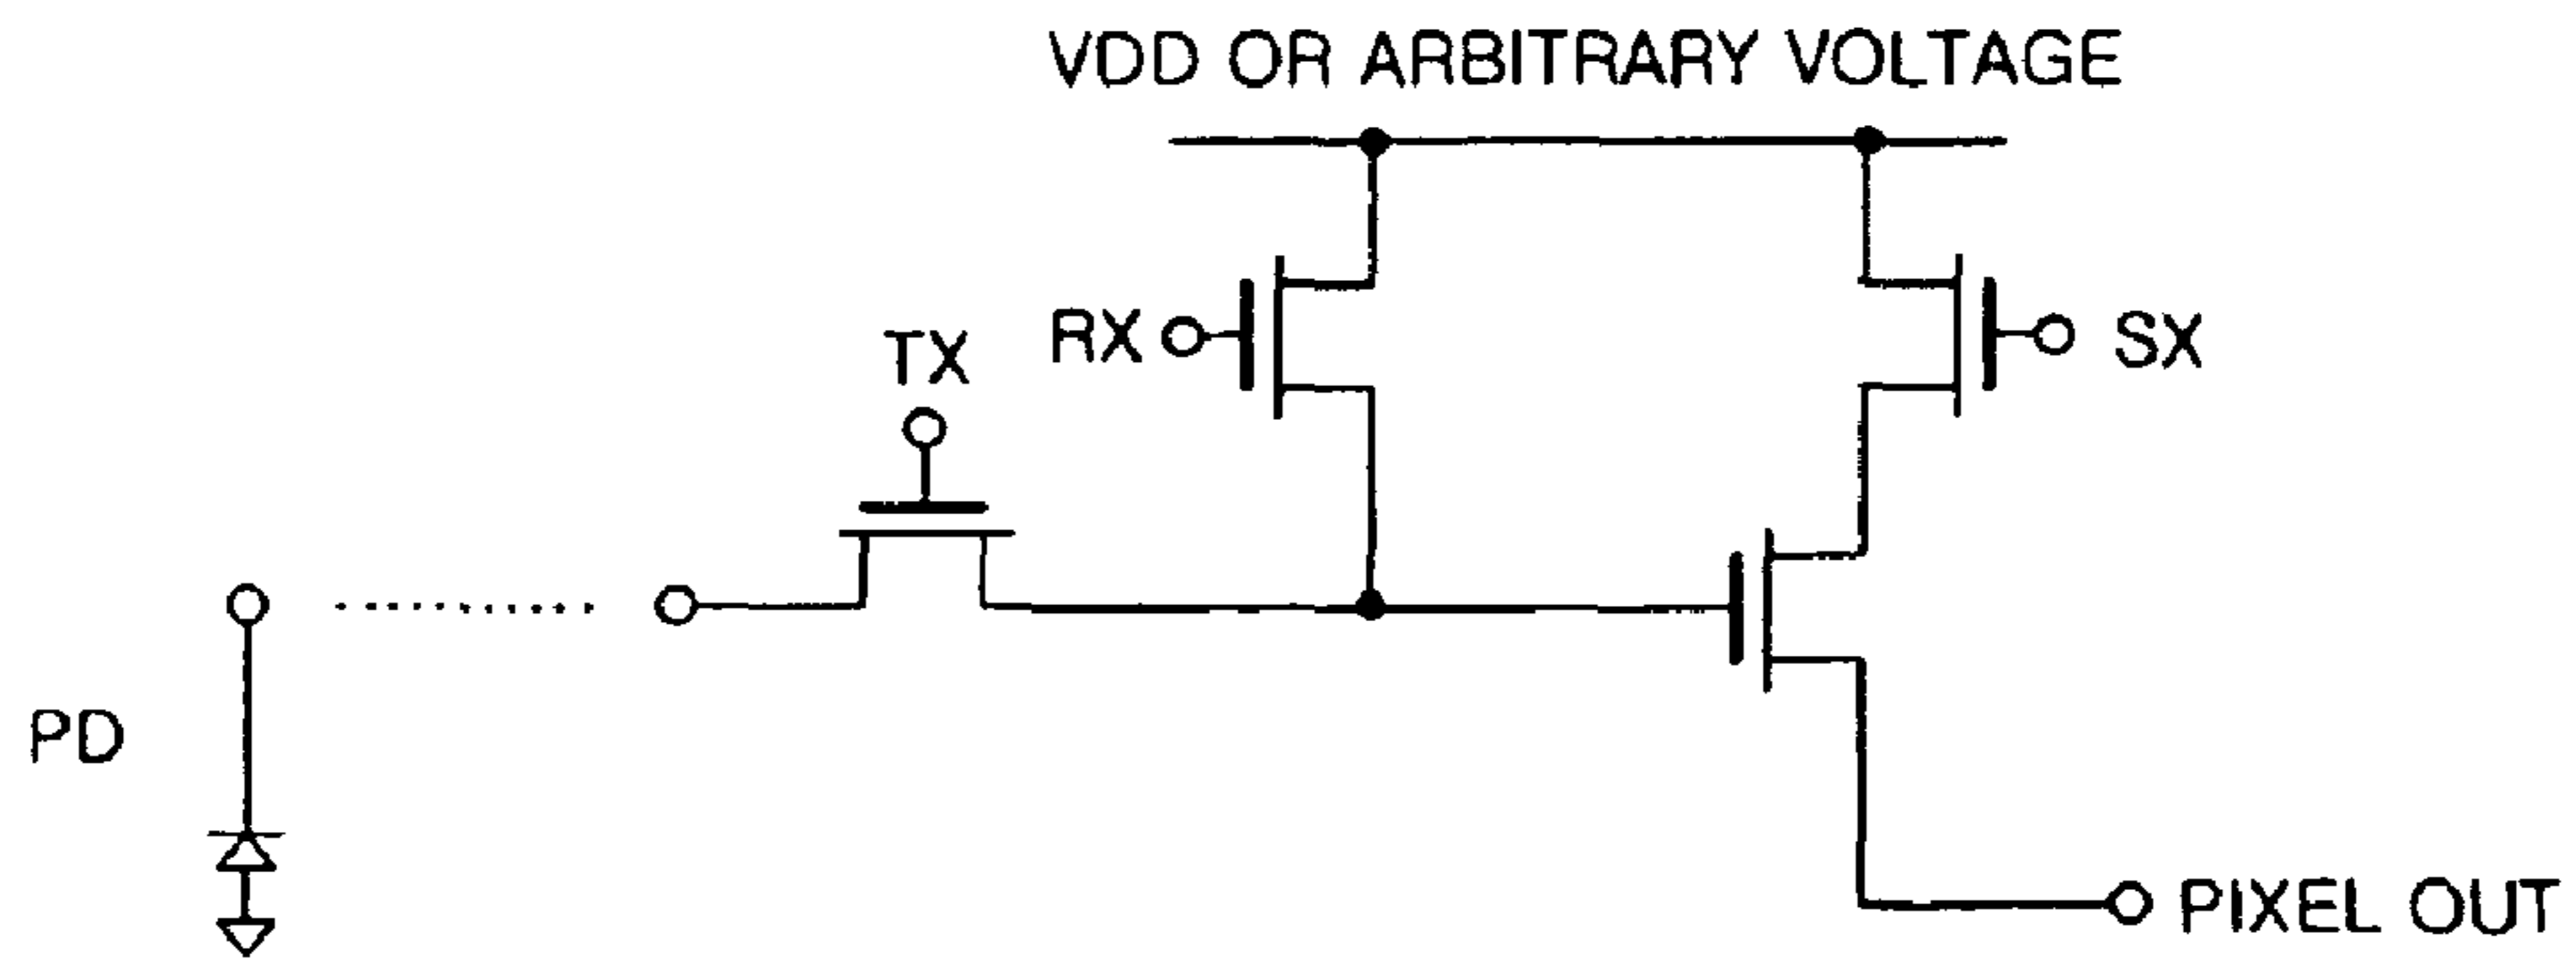 VDD OR ARBITRARY VOLTAGE
RX
SX
TX
PD
PIXEL OUT